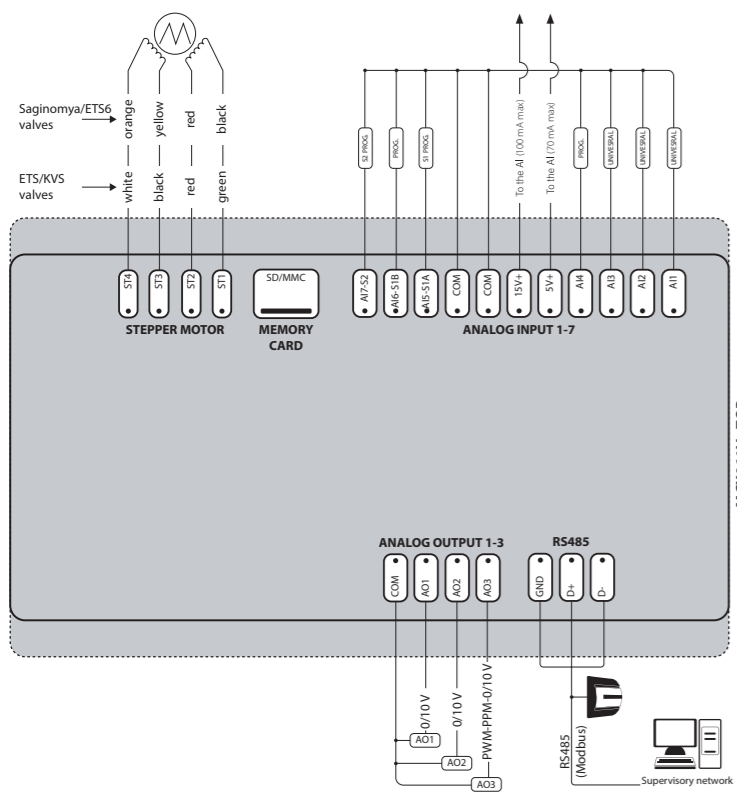 Saginomya/ETS6
valves
orange
yellow
red
black
ETS/KVS
valves
white
black
red
green
S2 PROG.
PROG.
S1 PROG.
To the AI (100 mA max)
To the AI (70 mA max)
PROG.
UNIVESRAL
UNIVESRAL
UNIVESRAL
ST4
ST3
ST2
ST1
SD/MMC
AI7-S2
AI6-S1B
AI5-S1A
COM
COM
15V+
5V+
AI4
AI3
AI2
AI1
STEPPER MOTOR
MEMORY
CARD
ANALOG INPUT 1-7
ANALOG OUTPUT 1-3
RS485
COM
AO1
AO2
AO3
GND
D+
D-
0/10 V
0/10 V
PWM-PPM-0/10 V
AO1
AO2
AO3
RS485
(Modbus)
Supervisory network